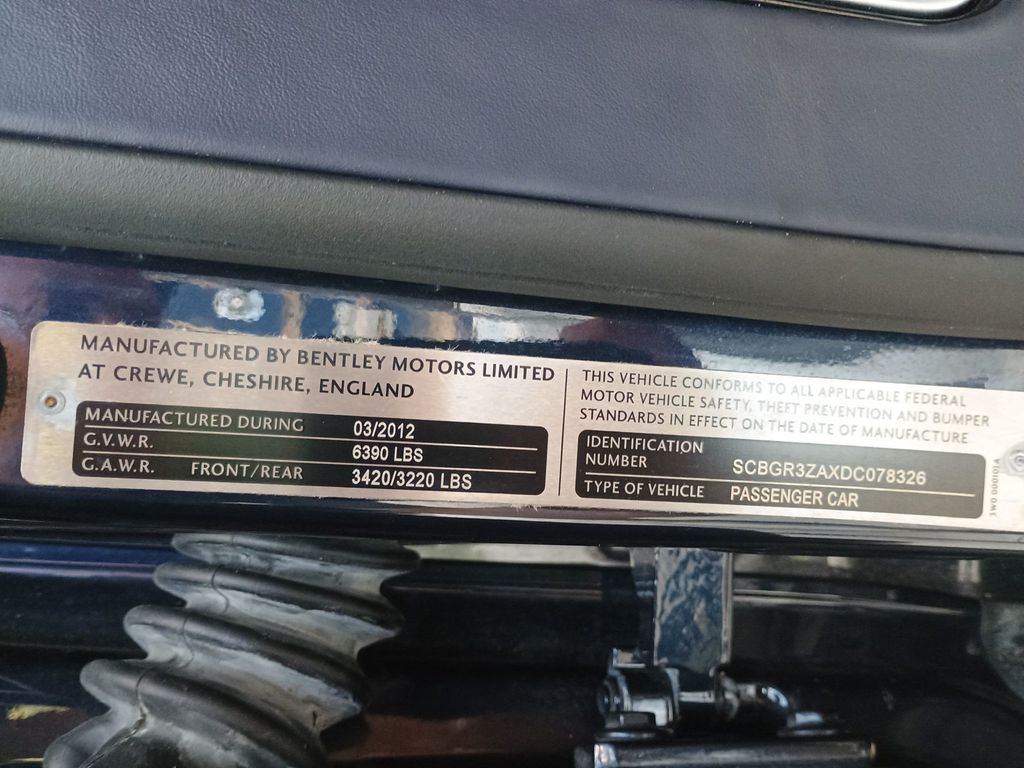 MANUFACTURED BY BENTLEY MOTORS LIMITED
AT CREWE, CHESHIRE, ENGLAND
MANUFACTURED DURING 03/2012
G.V.W.R. 6390 LBS
G.A.W.R. FRONT/REAR 3420/3220 LBS
THIS VEHICLE CONFORMS TO ALL APPLICABLE FEDERAL
MOTOR VEHICLE SAFETY, THEFT PREVENTION AND BUMPER
STANDARDS IN EFFECT ON THE DATE OF MANUFACTURE
IDENTIFICATION
NUMBER SCBGR3ZAXDC078326
TYPE OF VEHICLE PASSENGER CAR